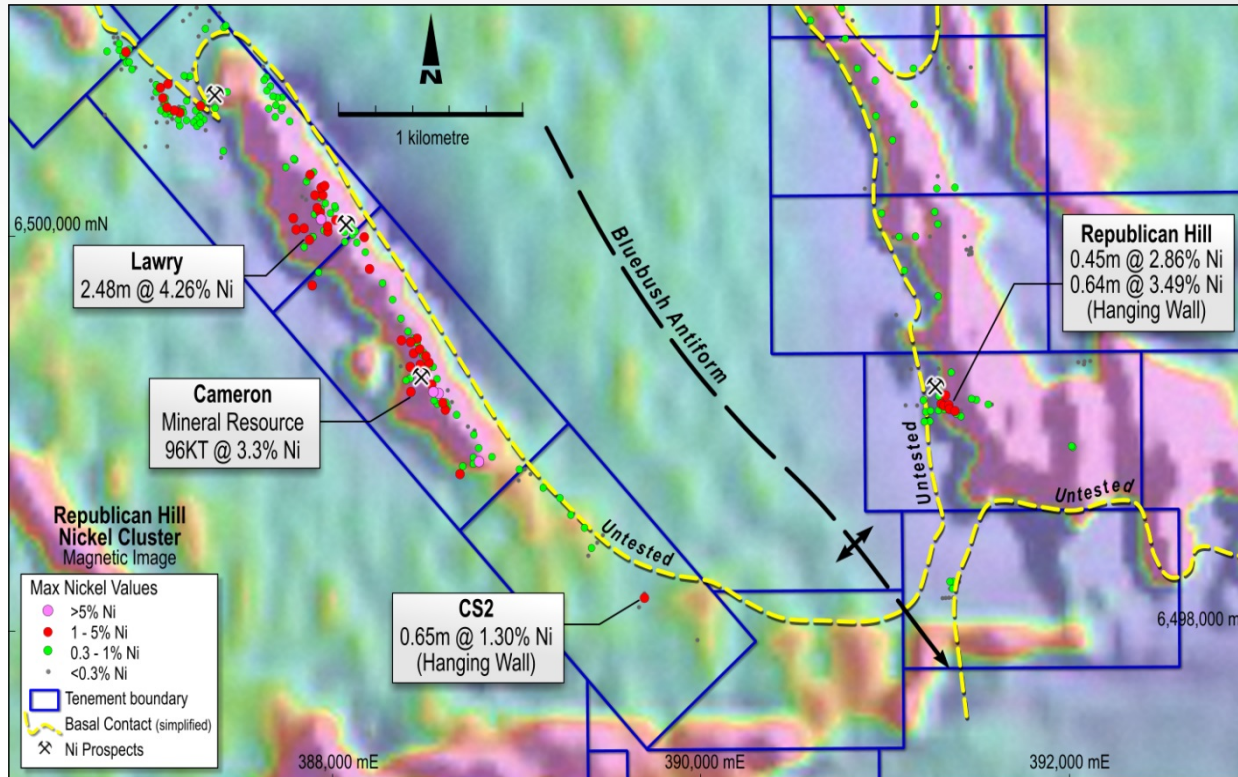 N
1 kilometre
6,500,000 mN
Lawry
2.48m @ 4.26% Ni
Bluebush Antiform
Republican Hill
0.45m @ 2.86% Ni
0.64m @ 3.49% Ni
(Hanging Wall)
Cameron
Mineral Resource
96KT @ 3.3% Ni
Untested
Untested
Untested
CS2
0.65m @ 1.30% Ni
(Hanging Wall)
6,498,000 m
Republican Hill
Nickel Cluster
Magnetic Image
Max Nickel Values
>5% Ni
1 - 5% Ni
0.3 - 1% Ni
<0.3% Ni
Tenement boundary
Basal Contact (simplified)
Ni Prospects
388,000 mE
390,000 mE
392,000 mE